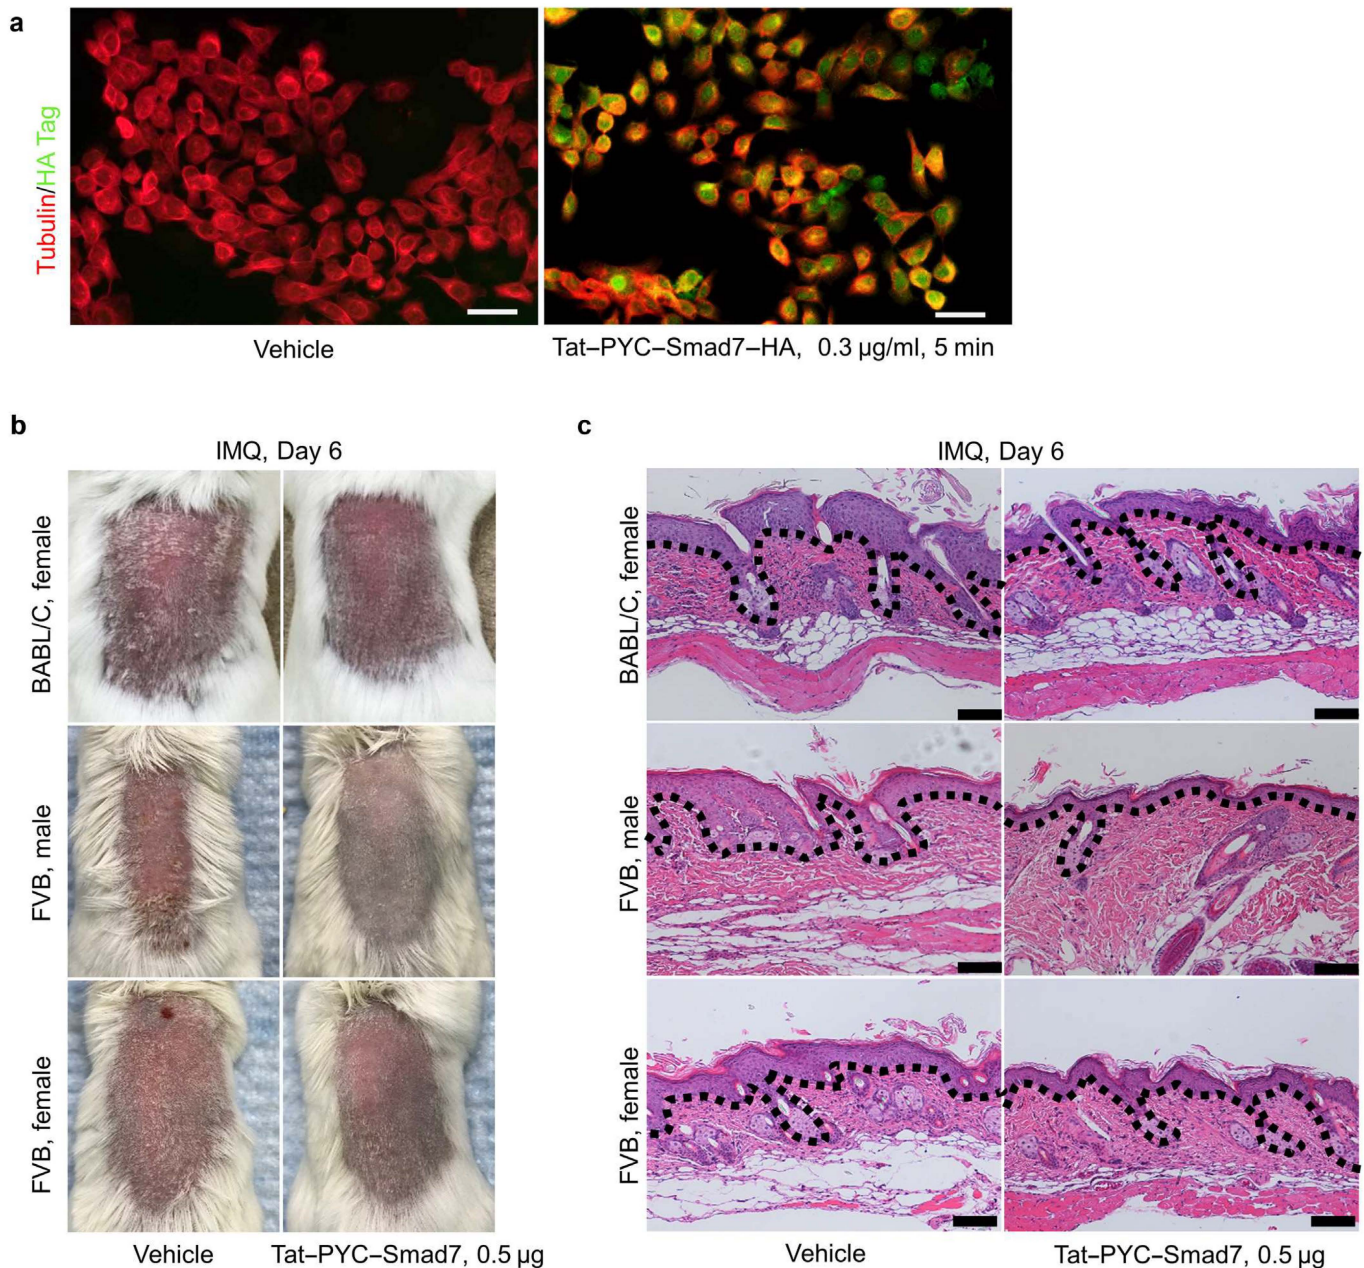 a
Tubulin/HA Tag
Vehicle
Tat–PYC–Smad7–HA, 0.3 µg/ml, 5 min
b
IMQ, Day 6
BABL/C, female
FVB, male
FVB, female
Vehicle
Tat–PYC–Smad7, 0.5 µg
c
IMQ, Day 6
BABL/C, female
FVB, male
FVB, female
Vehicle
Tat–PYC–Smad7, 0.5 µg